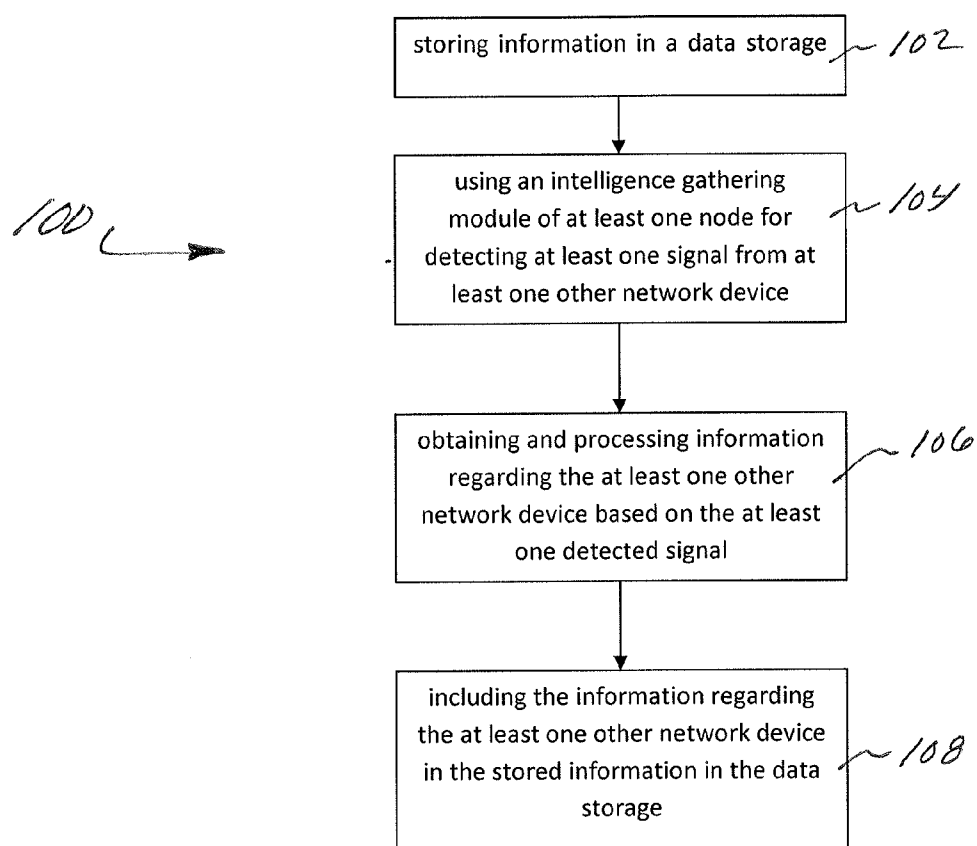 storing information in a data storage
102
using an intelligence gathering
module of at least one node for
detecting at least one signal from at
least one other network device
104
100
obtaining and processing information
regarding the at least one other
network device based on the at least
one detected signal
106
including the information regarding
the at least one other network device
in the stored information in the data
storage
108